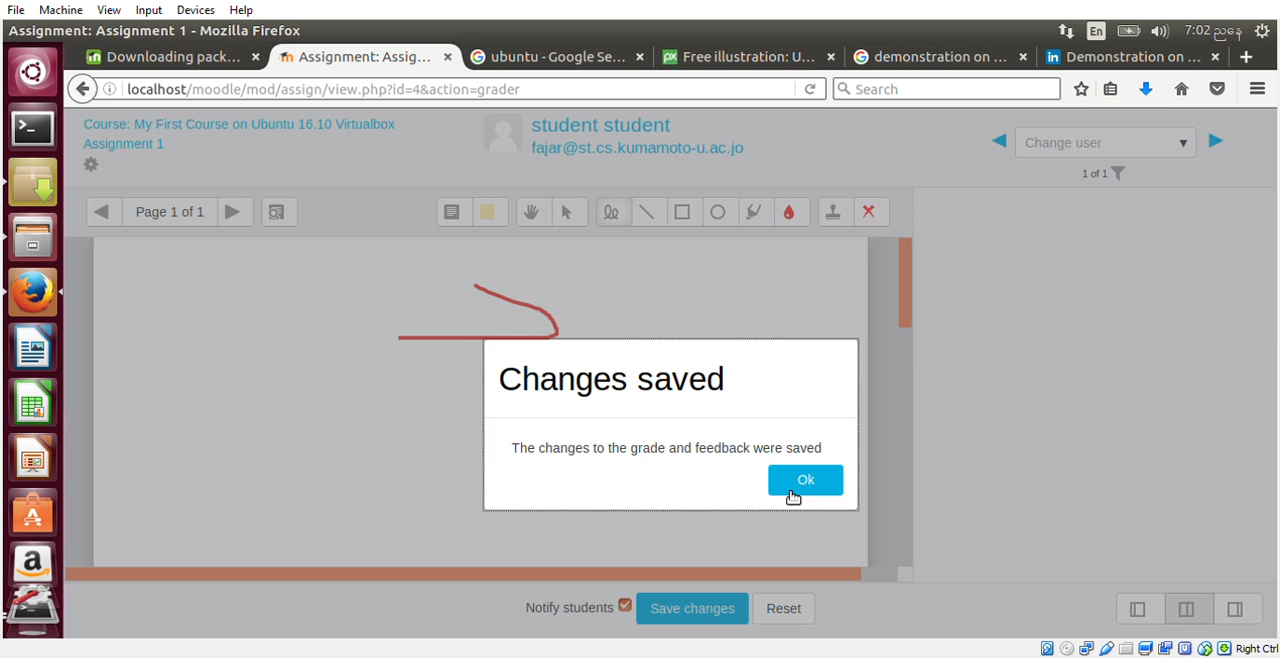 File Machine View Input Devices Help
Assignment: Assignment 1 - Mozilla Firefox
En
7:02 ညနေ
Downloading pack... ×
Assignment: Assig... ×
ubuntu - Google Se... ×
Free illustration: U... ×
demonstration on ... ×
Demonstration on ... ×
localhost/moodle/mod/assign/view.php?id=4&action=grader
Search
Course: My First Course on Ubuntu 16.10 Virtualbox
Assignment 1
student student
fajar@st.cs.kumamoto-u.ac.jo
Change user
1 of 1
Page 1 of 1
Changes saved
The changes to the grade and feedback were saved
Ok
Notify students
Save changes
Reset
Right Ctrl